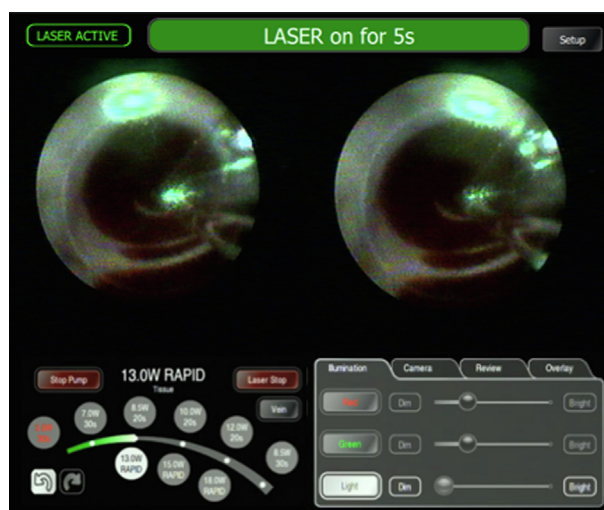 LASER ACTIVE
LASER on for 5s
Setup
Stop Pump
13.0W RAPID
Tissue
Laser Stop
Vein
7.0W
30s
8.5W
20s
10.0W
20s
12.0W
20s
8.5W
30s
13.0W
RAPID
15.0W
RAPID
18.0W
RAPID
Illumination
Camera
Review
Overlay
Red
Dim
Bright
Green
Dim
Bright
Light
Dim
Bright